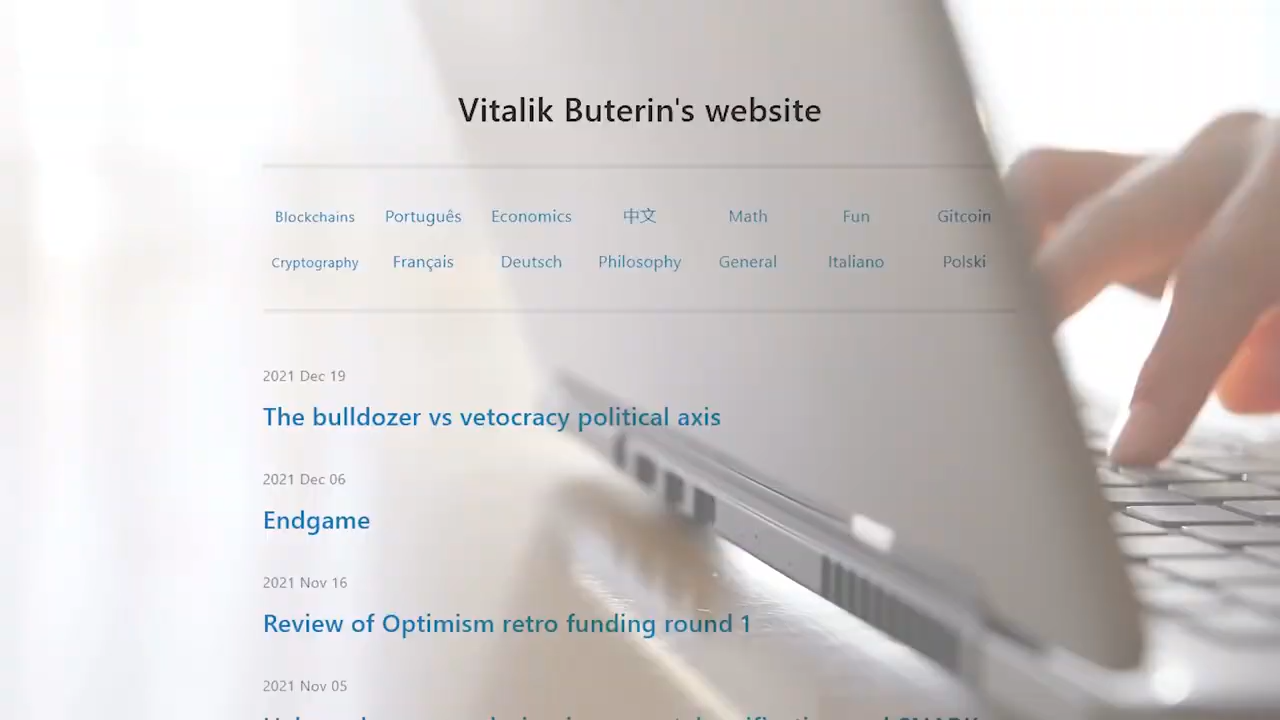 Vitalik Buterin's website
Blockchains Português Economics 中文 Math Fun Gitcoin
Cryptography Français Deutsch Philosophy General Italiano Polski
2021 Dec 19
The bulldozer vs vetocracy political axis
2021 Dec 06
Endgame
2021 Nov 16
Review of Optimism retro funding round 1
2021 Nov 05